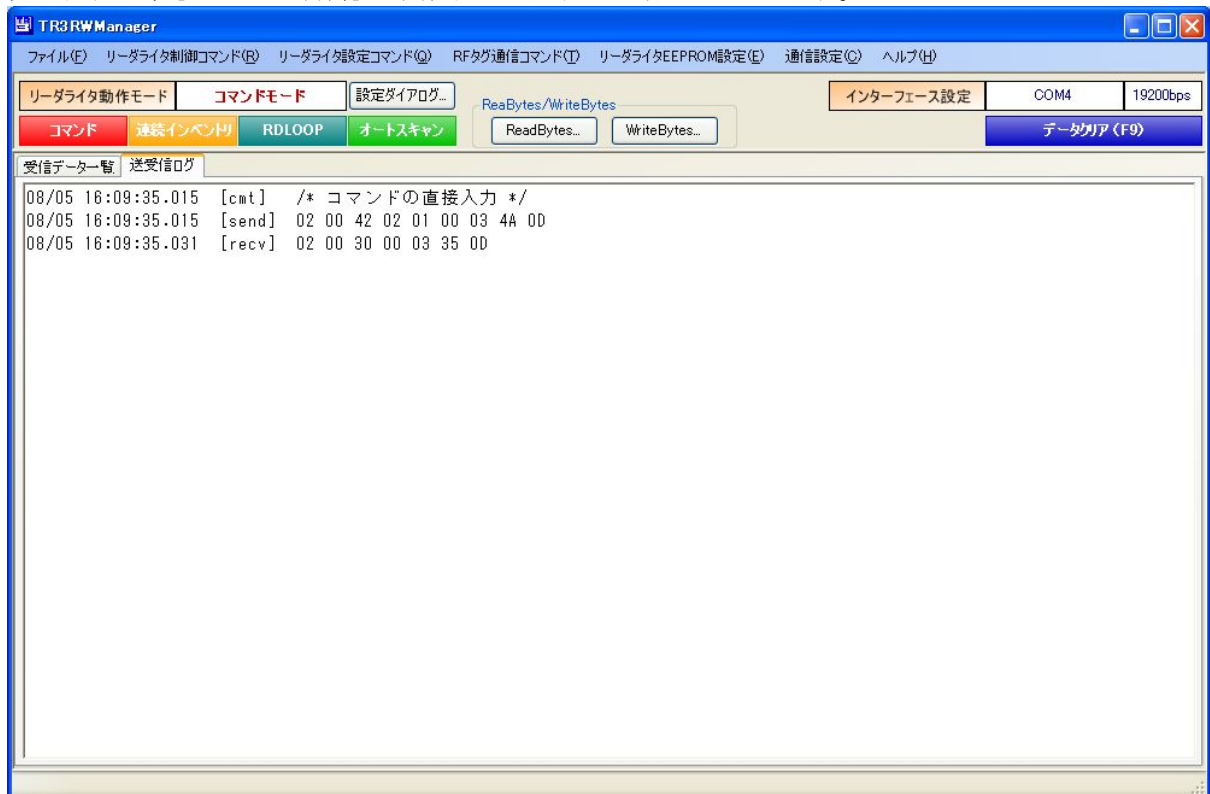 TR3RWManager
ファイル(F) リーダライタ制御コマンド(R) リーダライタ設定コマンド(Q) RFタグ通信コマンド(T) リーダライタEEPROM設定(E) 通信設定(C) ヘルプ(H)
リーダライタ動作モード コマンドモード 設定ダイアログ... ReaBytes/WriteBytes インターフェース設定 COM4 19200bps
コマンド 連続インベントリ RDLOOP オートスキャン ReadBytes... WriteBytes... データクリア(F9)
受信データ一覧 送受信ログ
08/05 16:09:35.015 [cmt] /* コマンドの直接入力 */
08/05 16:09:35.015 [send] 02 00 42 02 01 00 03 4A 0D
08/05 16:09:35.031 [recv] 02 00 30 00 03 35 0D